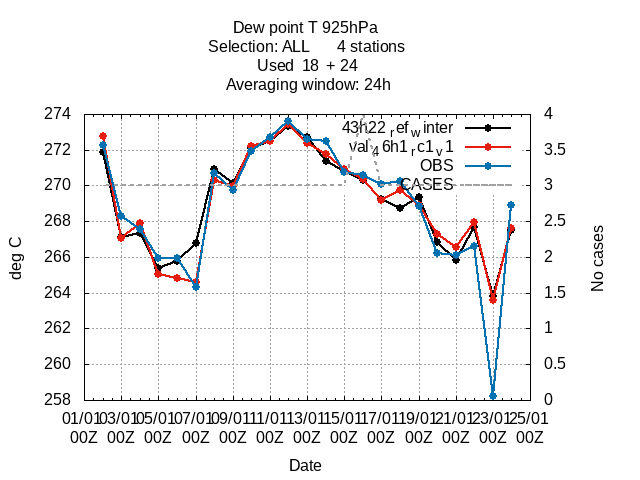 Dew point T 925hPa
Selection: ALL 4 stations
Used 18 + 24
Averaging window: 24h
274 4
43h22ref winter
272 3.5
val46h1rc1v1
OBS
270 CASES 3
268 2.5
deg C 266 2 No cases
264 1.5
262 1
260 0.5
258 0
01/01 03/01 05/01 07/01 09/01 11/01 13/01 15/01 17/01 19/01 21/01 23/01 25/01
00Z 00Z 00Z 00Z 00Z 00Z 00Z 00Z 00Z 00Z 00Z 00Z 00Z
Date